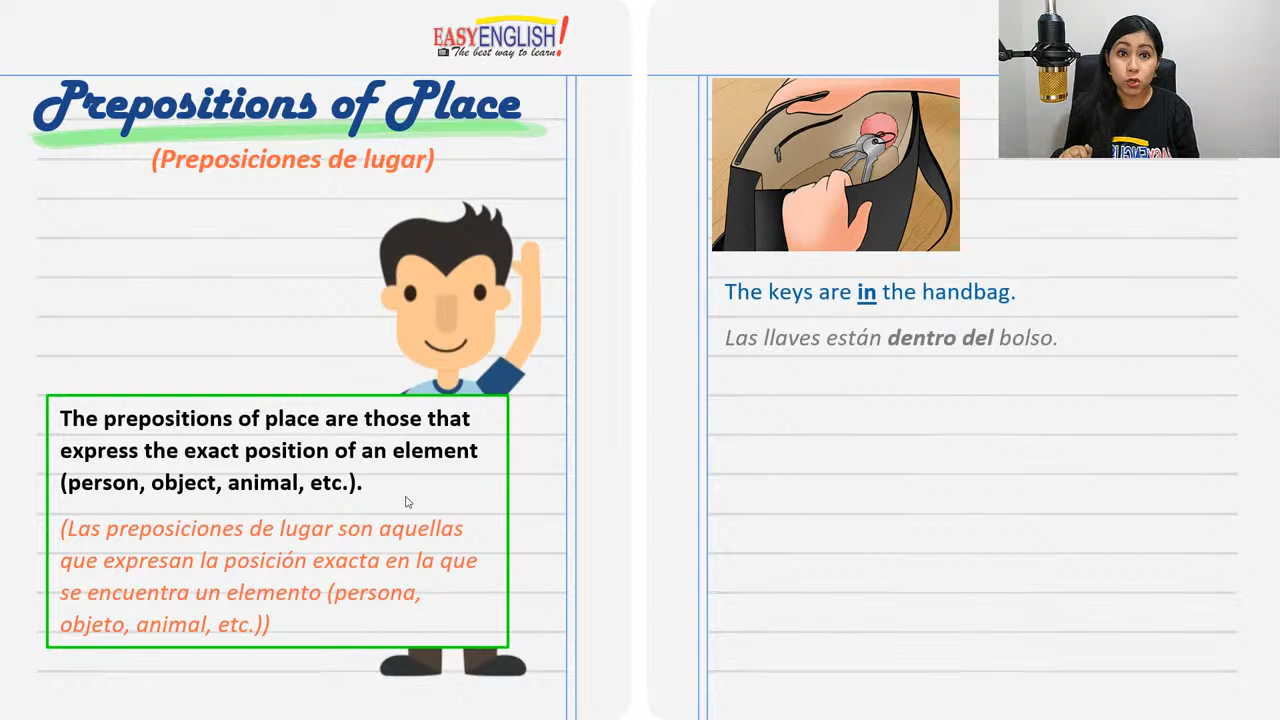 EASYENGLISH!
The best way to learn!
Prepositions of Place
(Preposiciones de lugar)
The prepositions of place are those that
express the exact position of an element
(person, object, animal, etc.).
(Las preposiciones de lugar son aquellas
que expresan la posición exacta en la que
se encuentra un elemento (persona,
objeto, animal, etc.))
The keys are in the handbag.
Las llaves están dentro del bolso.